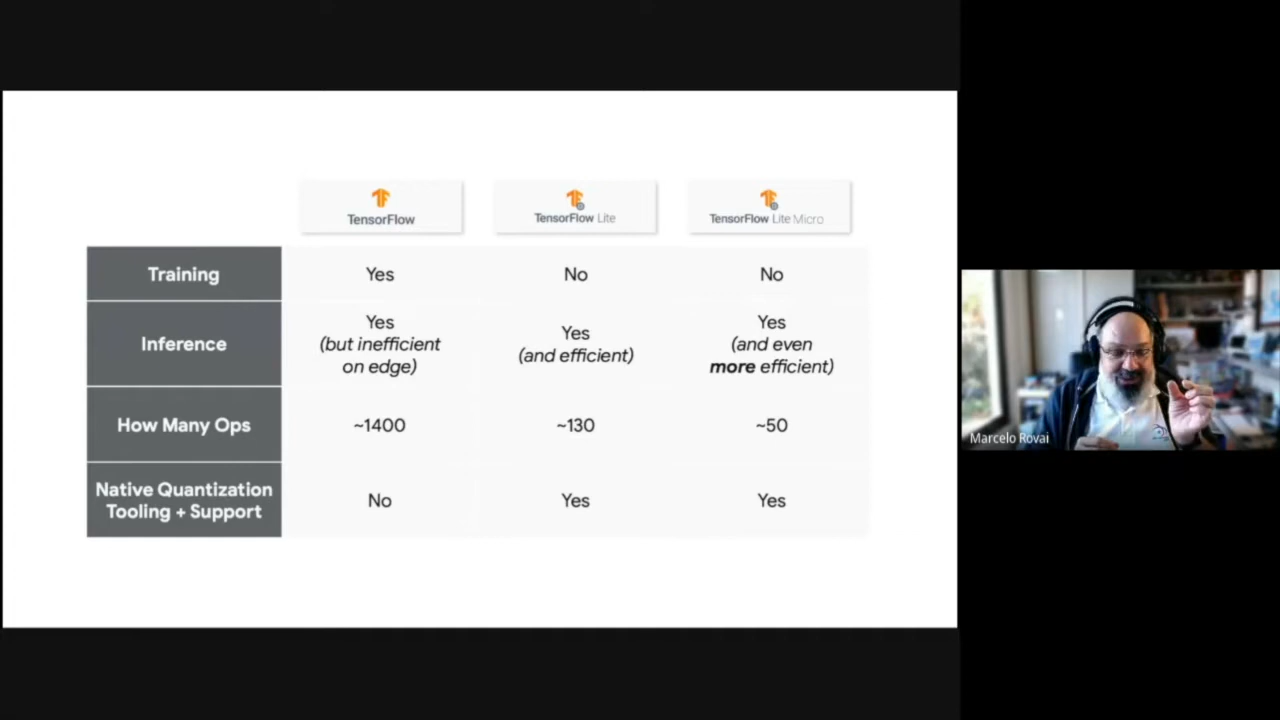 TensorFlow
TensorFlow Lite
TensorFlow Lite Micro
Training
Yes
No
No
Inference
Yes
(but inefficient
on edge)
Yes
(and efficient)
Yes
(and even
more efficient)
How Many Ops
~1400
~130
~50
Native Quantization
Tooling + Support
No
Yes
Yes
Marcelo Rovai